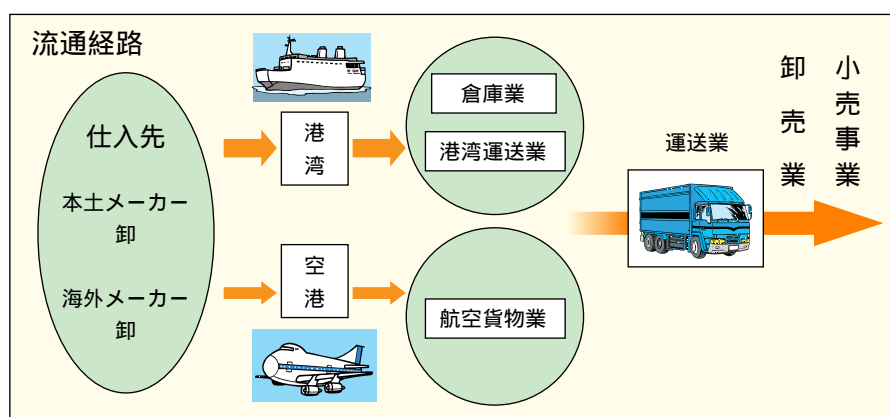 流通経路
仕入先
本土メーカー
卸
海外メーカー
卸
港湾
空港
倉庫業
港湾運送業
航空貨物業
運送業
卸売業
小売事業